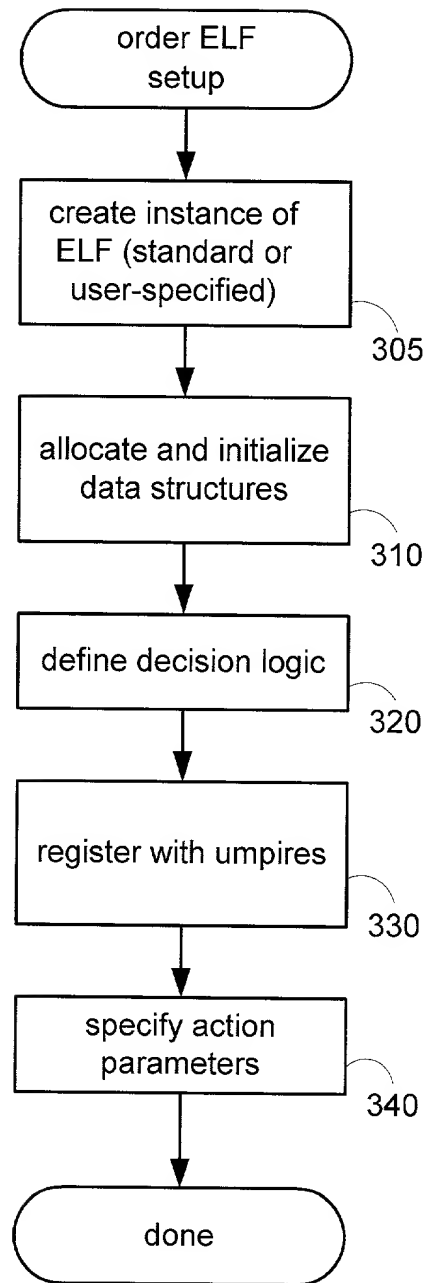 order ELF
setup
create instance of
ELF (standard or
user-specified)
305
allocate and initialize
data structures
310
define decision logic
320
register with umpires
330
specify action
parameters
340
done